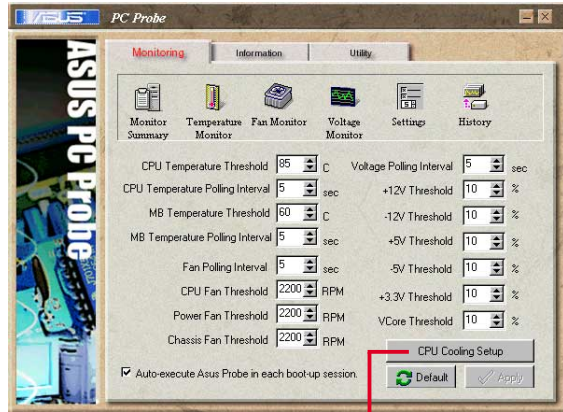 /ISUS PC Probe
ASUS PC Probe
Monitoring Information Utility
Monitor Summary
Temperature Monitor
Fan Monitor
Voltage Monitor
Settings
History
CPU Temperature Threshold 85 C
CPU Temperature Polling Interval 5 sec
MB Temperature Threshold 60 C
MB Temperature Polling Interval 5 sec
Fan Polling Interval 5 sec
CPU Fan Threshold 2200 RPM
Power Fan Threshold 2200 RPM
Chassis Fan Threshold 2200 RPM
Voltage Polling Interval 5 sec
+12V Threshold 10 %
-12V Threshold 10 %
+5V Threshold 10 %
-5V Threshold 10 %
+3.3V Threshold 10 %
VCore Threshold 10 %
CPU Cooling Setup
Auto-execute Asus Probe in each boot-up session.
Default Apply